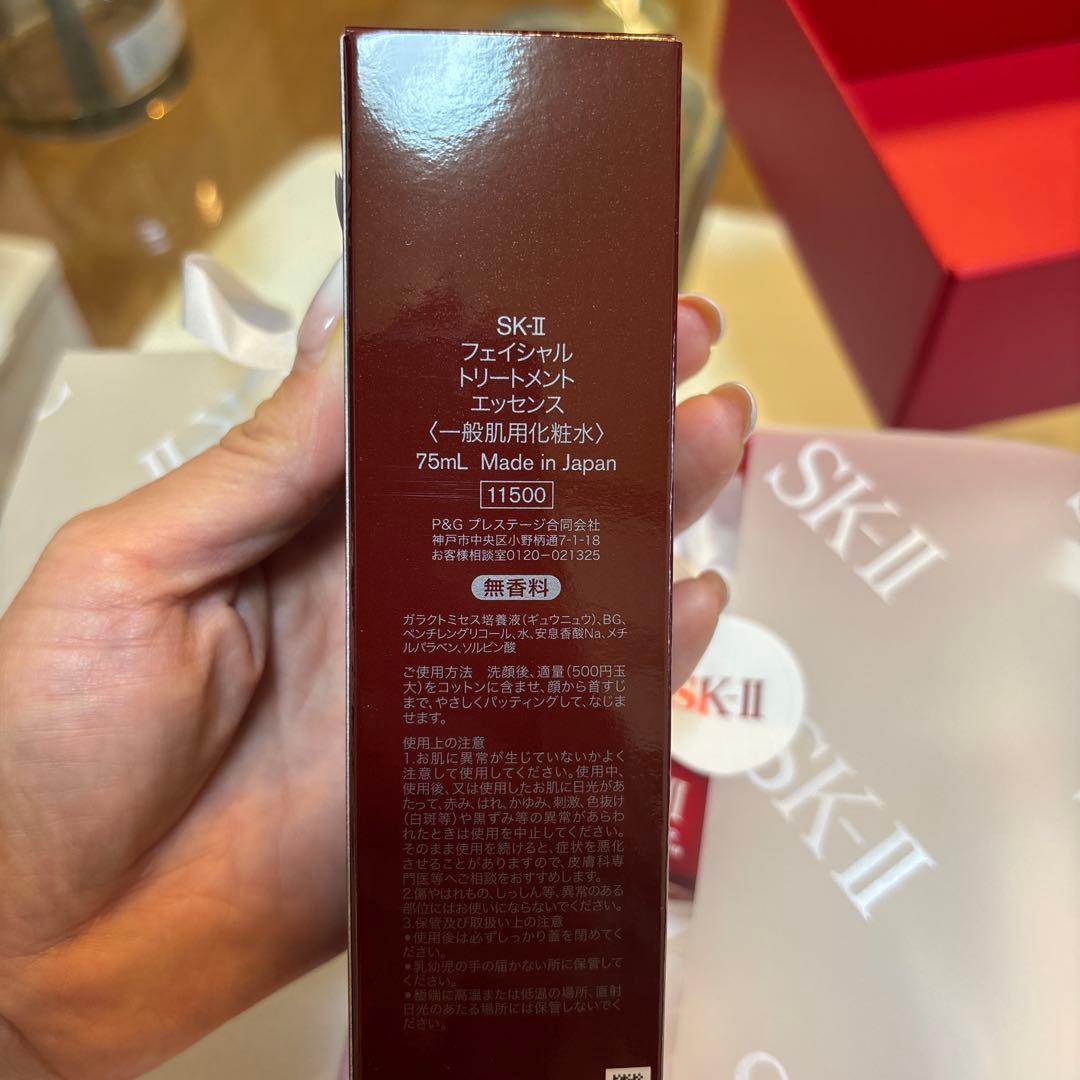 SK-II
フェイシャル
トリートメント
エッセンス
〈一般肌用化粧水〉
75mL Made in Japan
11500
P&G プレステージ合同会社
神戸市中央区小野柄通7-1-18
お客様相談室0120-021325
無香料
ガラクトミセス培養液(ギュウニュウ)、BG、
ペンチレングリコール、水、安息香酸Na、メチ
ルパラベン、ソルビン酸
ご使用方法 洗顔後、適量(500円玉
大)をコットンに含ませ、顔から首すじ
まで、やさしくパッティングして、なじま
せます。
使用上の注意
1.お肌に異常が生じていないかよく
注意して使用してください。使用中、
使用後、又は使用したお肌に日光があ
たって、赤み、はれ、かゆみ、刺激、色抜け
(白斑等)や黒ずみ等の異常があらわ
れたときは使用を中止してください。
そのまま使用を続けると、症状を悪化
させることがありますので、皮膚科専
門医等へご相談をおすすめします。
2.傷やはれもの、しっしん等、異常のある
部位にはお使いにならないでください。
3.保管及び取扱い上の注意
●使用後は必ずしっかり蓋を閉めてく
ださい。
●乳幼児の手の届かない所に保管して
ください。
●極端に高温または低温の場所、直射
日光のあたる場所には保管しないでく
ださい。
SK-II
SK-II
SK-II